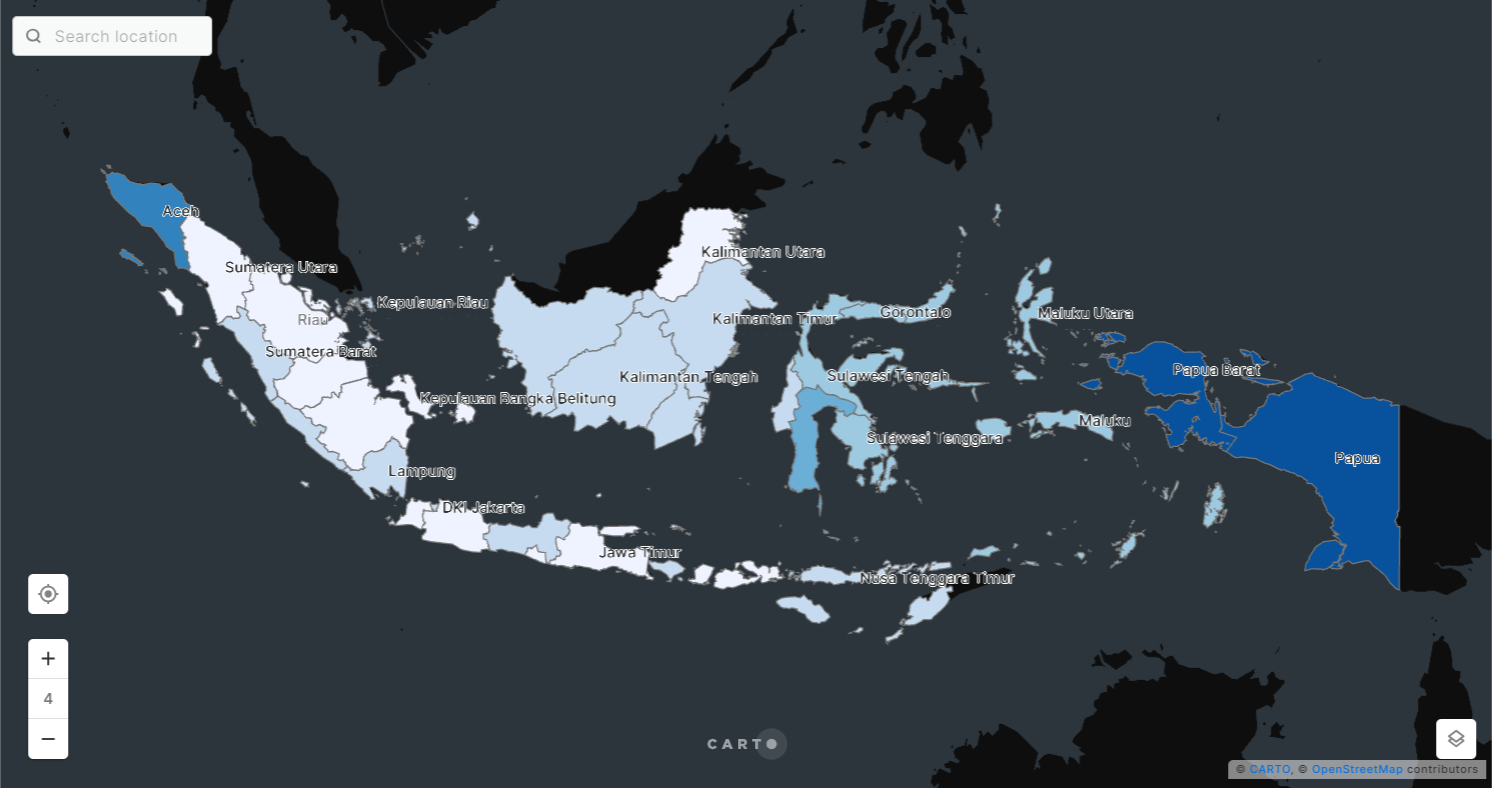 Search location
Aceh
Kalimantan Utara
Sumatera Utara
Kepulauan Riau
Gorontalo
Maluku Utara
Riau
Kalimantan Timur
Sumatera Barat
Papua Barat
Kalimantan Tengah
Sulawesi Tengah
Kepulauan Bangka Belitung
Maluku
Sulawesi Tenggara
Papua
Lampung
DKI Jakarta
Jawa Timur
Nusa Tenggara Timur
+
4
−
CARTO
© CARTO, © OpenStreetMap contributors